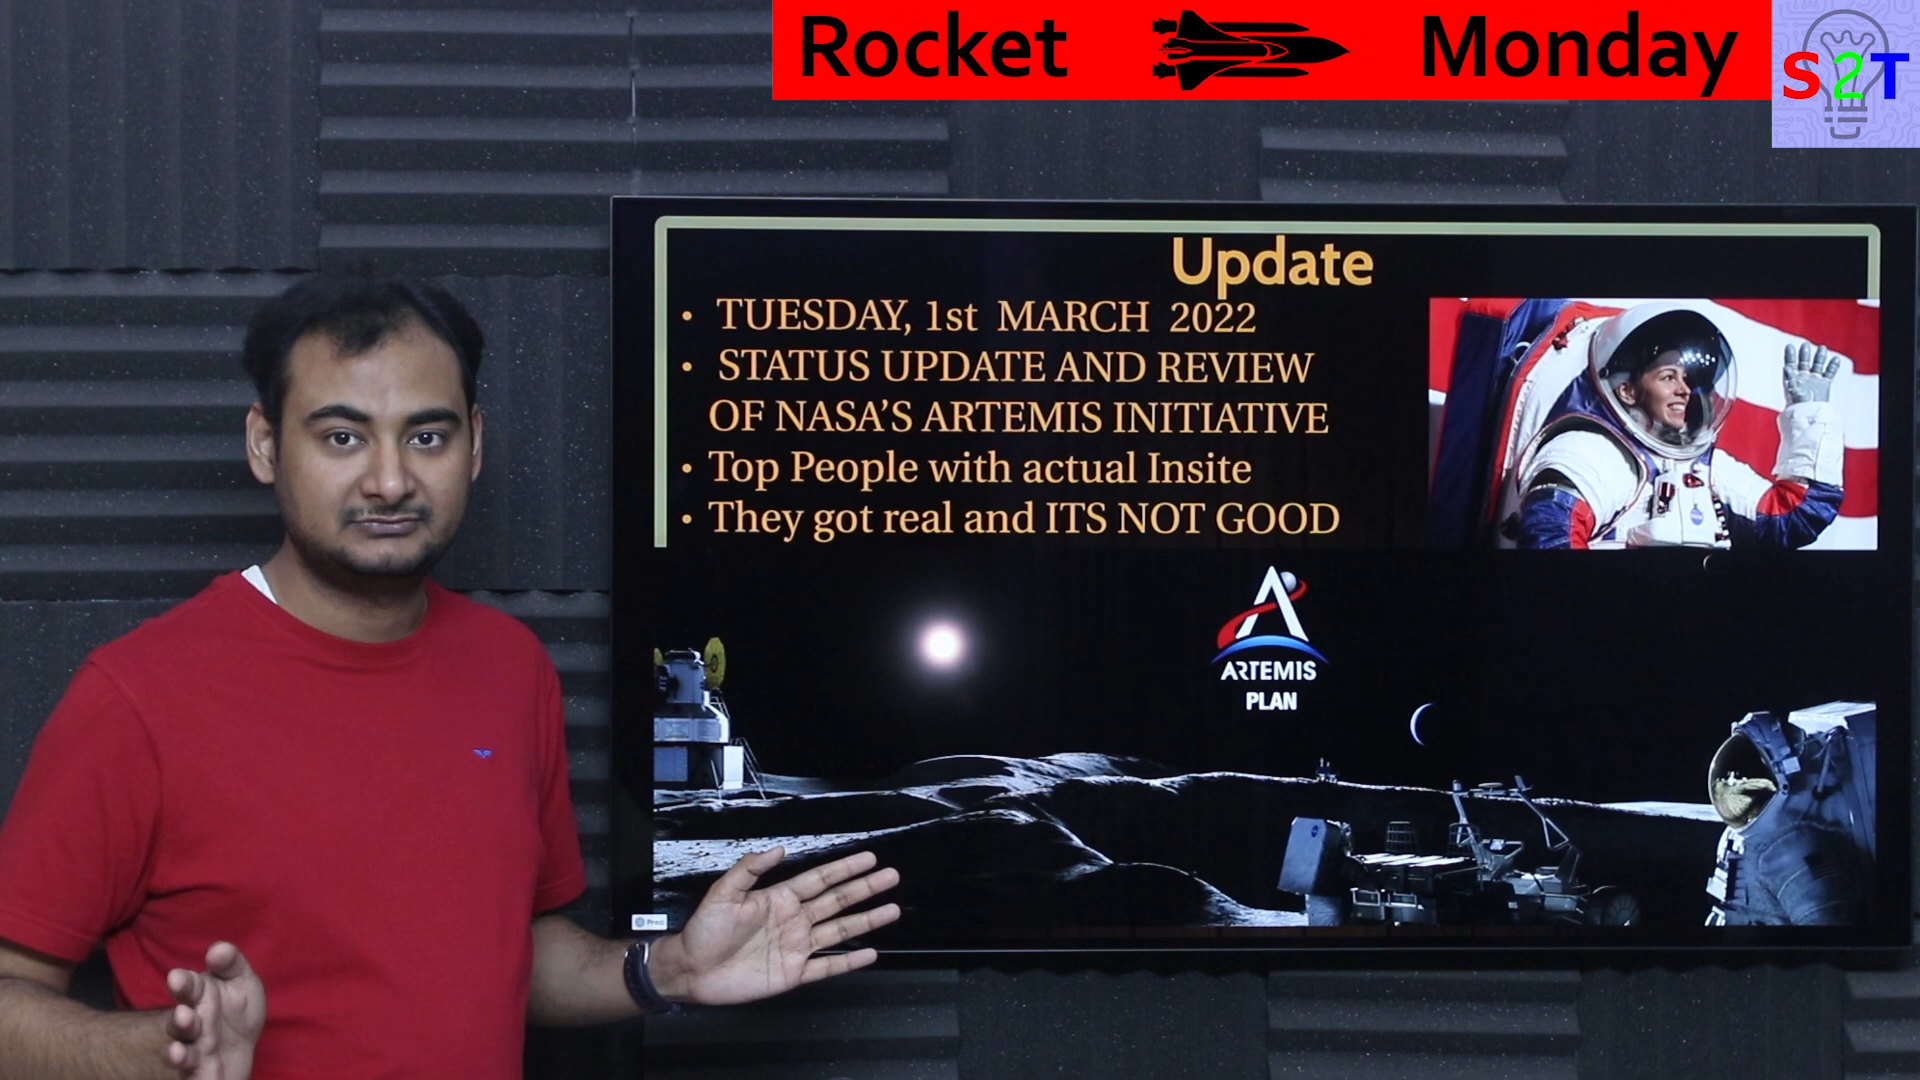 Rocket Monday
S2T
Update
• TUESDAY, 1st MARCH 2022
• STATUS UPDATE AND REVIEW
OF NASA’S ARTEMIS INITIATIVE
• Top People with actual Insite
• They got real and ITS NOT GOOD
ARTEMIS
PLAN
Prezi